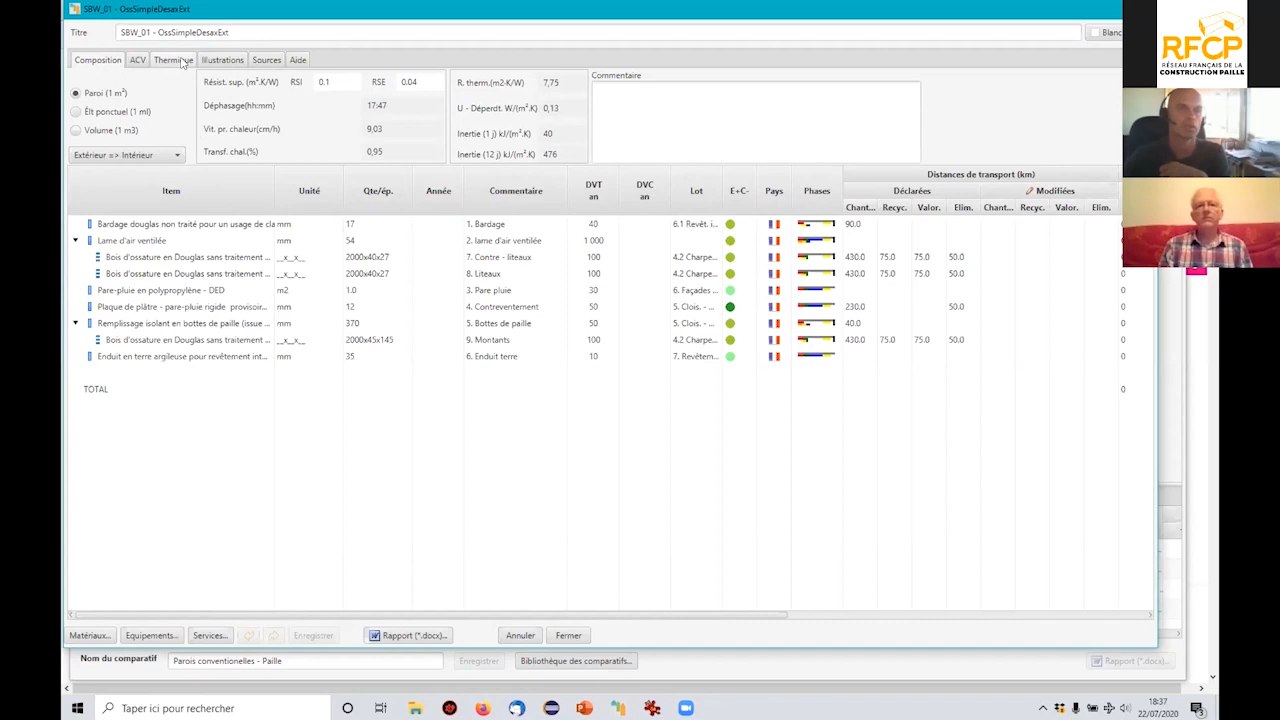 SBW_01 - OssSimpleDesaxExt
Titre SBW_01 - OssSimpleDesaxExt Blanc
Composition ACV Thermique Illustrations Sources Aide
Paroi (1 m²)
Élt ponctuel (1 ml)
Volume (1 m3)
Extérieur => Intérieur
Résist. sup. (m².K/W) RSI 0.1 RSE 0.04
Déphasage(hh:mm) 17:47
Vit. pr. chaleur(cm/h) 9,03
Transf. chal.(%) 0,95
R. therm.(m2·K/W) 7,75
U - Déperdt. W/(m².K) 0,13
Inertie (1 j) kJ/(m².K) 40
Inertie (12 j) kJ/(m².K) 476
Commentaire
Distances de transport (km)
Item Unité Qte/ép. Année Commentaire DVT an DVC an Lot E+C- Pays Phases Déclarées Modifiées
Chant... Recyc. Valor. Elim. Chant... Recyc. Valor. Elim.
Bardage douglas non traité pour un usage de cla mm 17 1. Bardage 40 6.1 Revêt. i... 90.0
Lame d'air ventilée mm 54 2. lame d'air ventilée 1 000
Bois d'ossature en Douglas sans traitement ... __x__x__ 2000x40x27 7. Contre - liteaux 100 4.2 Charpe... 430.0 75.0 75.0 50.0 0
Bois d'ossature en Douglas sans traitement ... __x__x__ 2000x40x27 8. Liteaux 100 4.2 Charpe... 430.0 75.0 75.0 50.0 0
Pare-pluie en polypropylène - DED m2 1.0 3. Pare pluie 30 6. Façades ... 0
Plaque de plâtre - pare-pluie rigide provisoir... mm 12 4. Contreventement 50 5. Clois. - ... 230.0 50.0 0
Remplissage isolant en bottes de paille (issue ... mm 370 5. Bottes de paille 50 5. Clois. - ... 40.0 0
Bois d'ossature en Douglas sans traitement ... __x__x__ 2000x45x145 9. Montants 100 4.2 Charpe... 430.0 75.0 75.0 50.0 0
Enduit en terre argileuse pour revêtement int... mm 35 6. Enduit terre 10 7. Revêtem... 0
TOTAL 0
Matériaux... Equipements... Services... Enregistrer Rapport (*.docx)... Annuler Fermer
Nom du comparatif Parois conventionelles - Paille Enregistrer Bibliothèque des comparatifs... Rapport (*.docx)...
Taper ici pour rechercher
18:37
22/07/2020
3
RFCP
RÉSEAU FRANÇAIS DE LA
CONSTRUCTION PAILLE